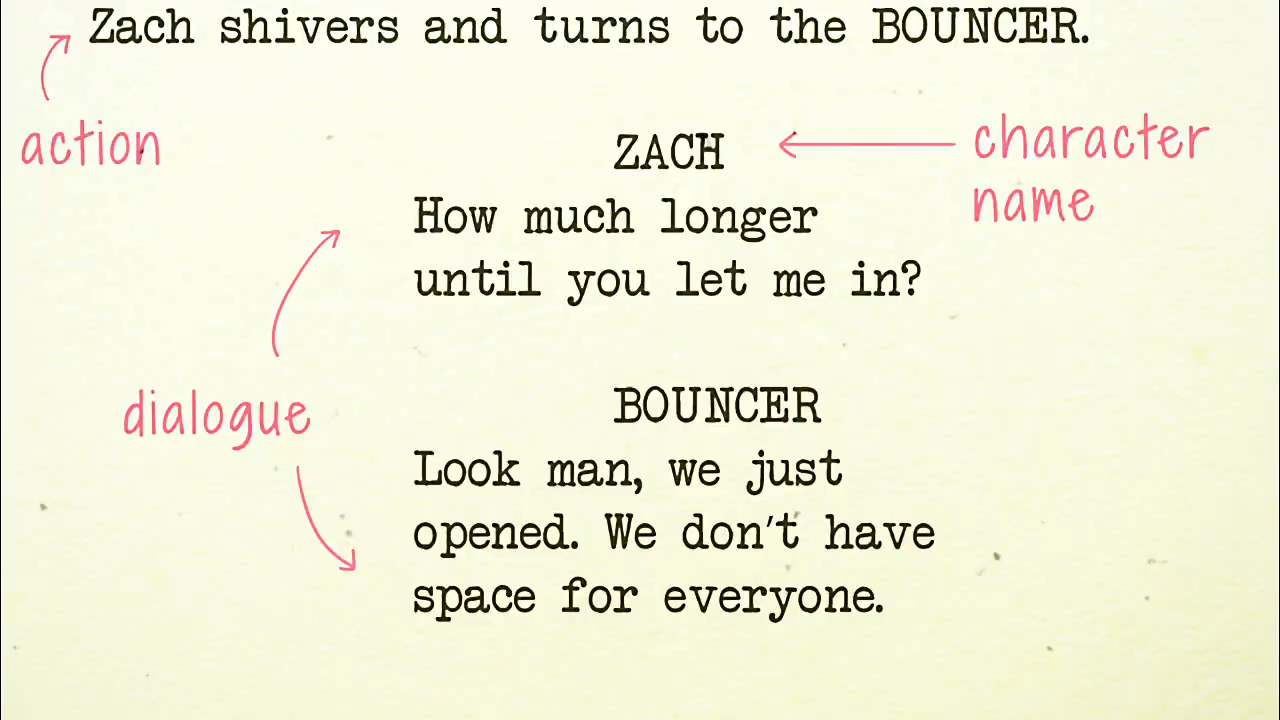 Zach shivers and turns to the BOUNCER.
action
ZACH
character
name
How much longer
until you let me in?
dialogue
BOUNCER
Look man, we just
opened. We don't have
space for everyone.